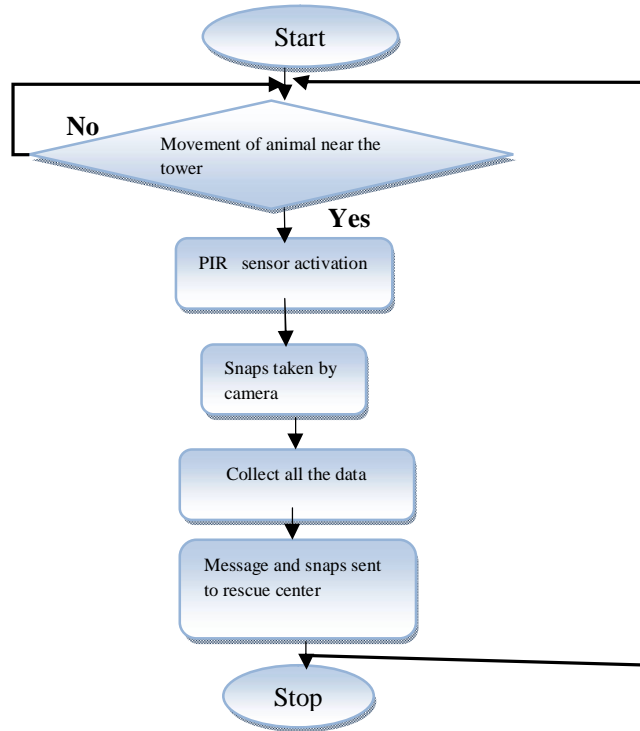 Start
No
Movement of animal near the
tower
Yes
PIR sensor activation
Snaps taken by
camera
Collect all the data
Message and snaps sent
to rescue center
Stop